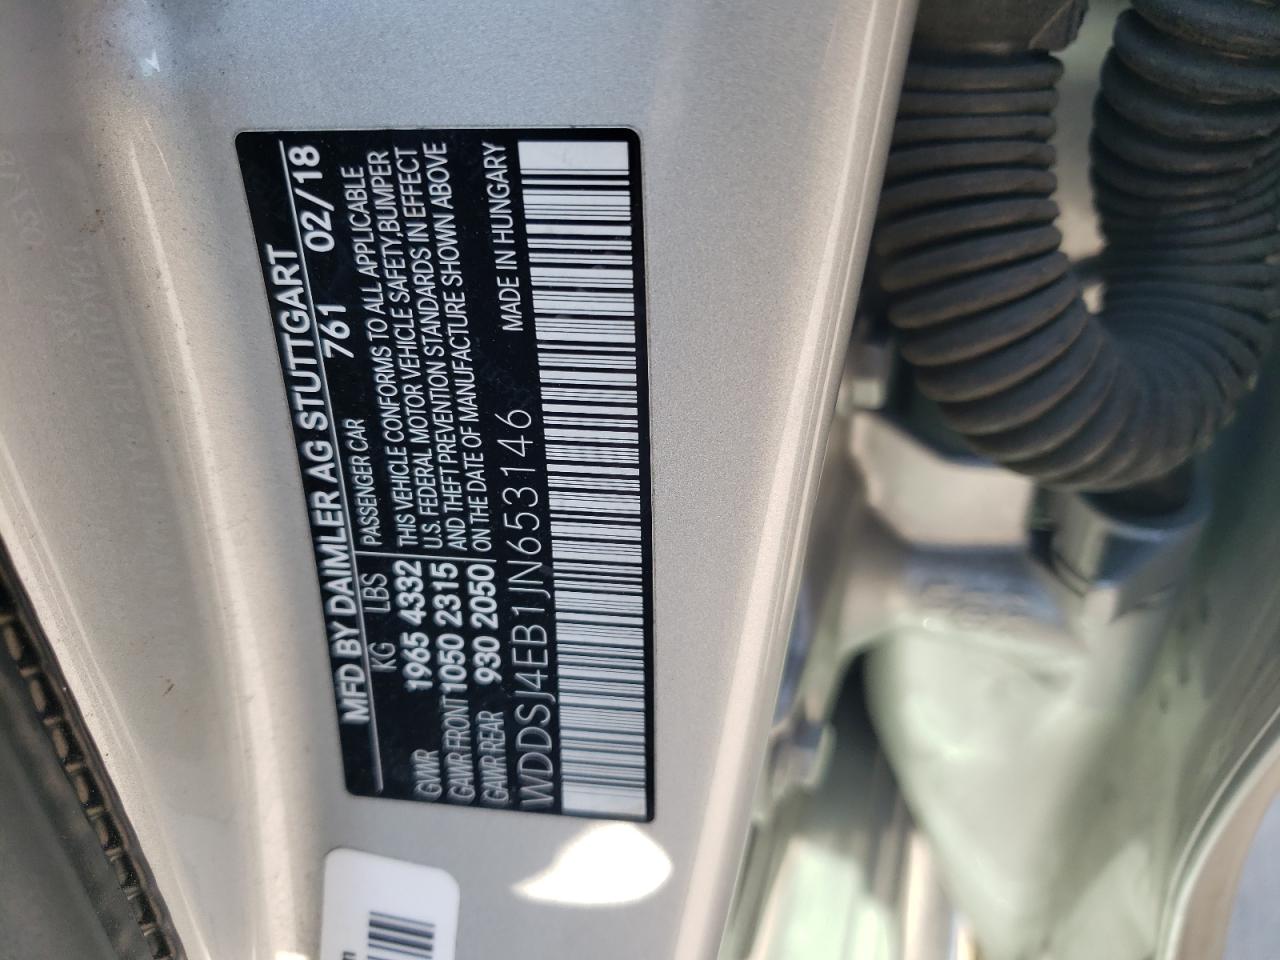 MFD BY DAIMLER AG STUTTGART
KG LBS PASSENGER CAR 761 02/18
GVWR 1965 4332 THIS VEHICLE CONFORMS TO ALL APPLICABLE
GAWR FRONT 1050 2315 U.S. FEDERAL MOTOR VEHICLE SAFETY,BUMPER
GAWR REAR 930 2050 AND THEFT PREVENTION STANDARDS IN EFFECT
ON THE DATE OF MANUFACTURE SHOWN ABOVE
WDDSJ4EB1JN653146 MADE IN HUNGARY